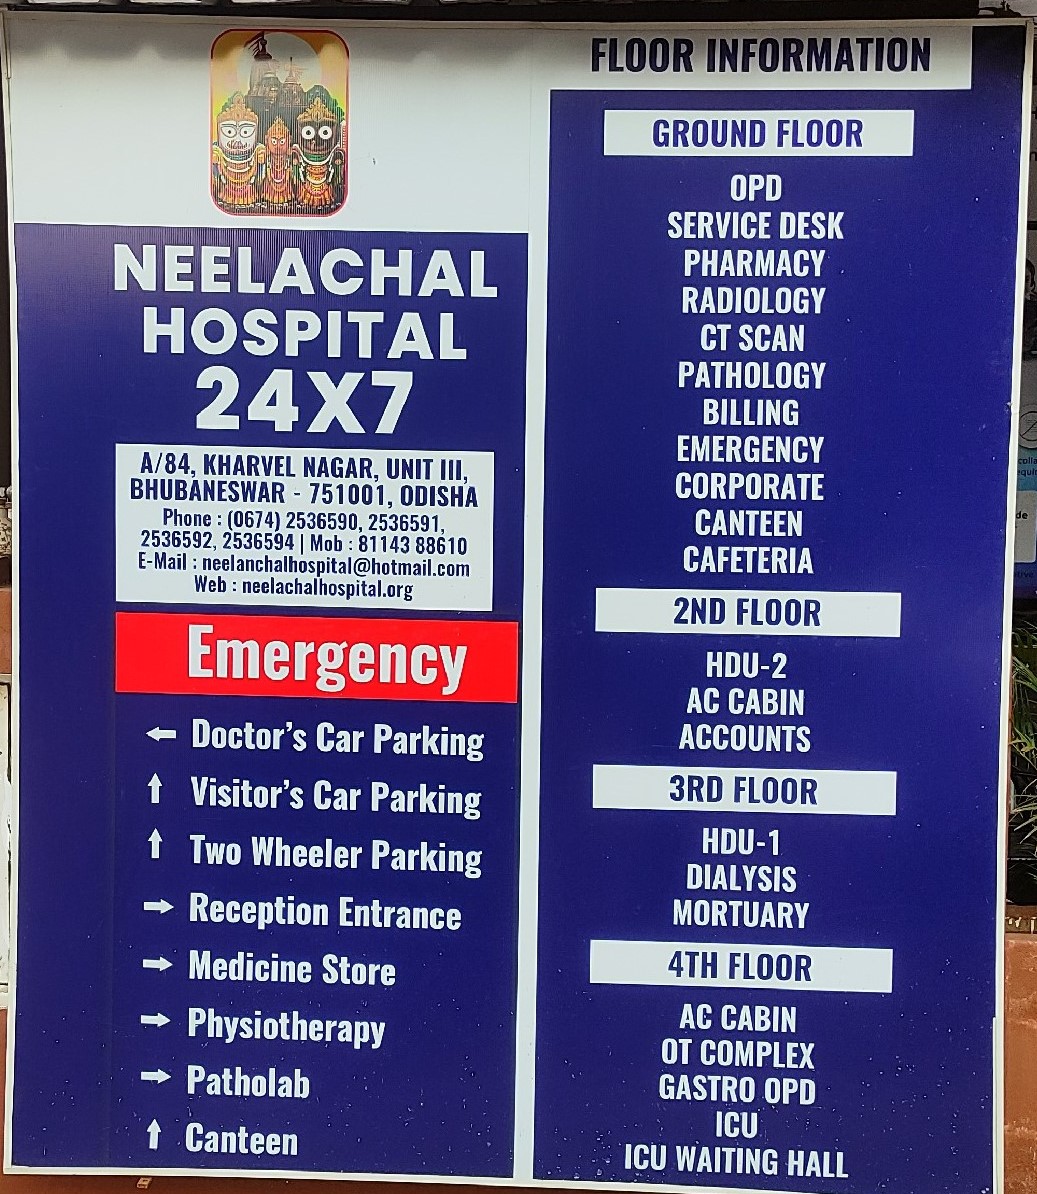 NEELACHAL
HOSPITAL
24X7
A/84, KHARVEL NAGAR, UNIT III,
BHUBANESWAR - 751001, ODISHA
Phone : (0674) 2536590, 2536591,
2536592, 2536594 | Mob : 81143 88610
E-Mail : neelanchalhospital@hotmail.com
Web : neelachalhospital.org
Emergency
← Doctor's Car Parking
↑ Visitor's Car Parking
↑ Two Wheeler Parking
→ Reception Entrance
→ Medicine Store
→ Physiotherapy
→ Patholab
↑ Canteen
FLOOR INFORMATION
GROUND FLOOR
OPD
SERVICE DESK
PHARMACY
RADIOLOGY
CT SCAN
PATHOLOGY
BILLING
EMERGENCY
CORPORATE
CANTEEN
CAFETERIA
2ND FLOOR
HDU-2
AC CABIN
ACCOUNTS
3RD FLOOR
HDU-1
DIALYSIS
MORTUARY
4TH FLOOR
AC CABIN
OT COMPLEX
GASTRO OPD
ICU
ICU WAITING HALL